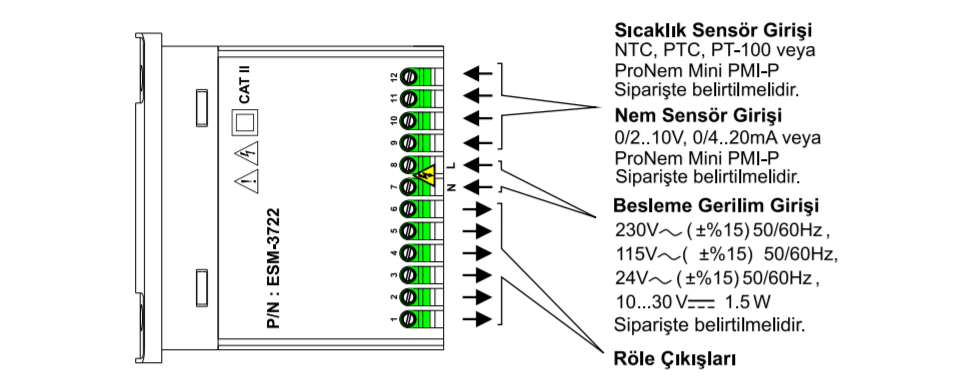 CAT II
P/N : ESM-3722
12
11
10
9
8
7
6
5
4
3
2
1
L
N
Sıcaklık Sensör Girişi
NTC, PTC, PT-100 veya
ProNem Mini PMI-P
Siparişte belirtilmelidir.
Nem Sensör Girişi
0/2..10V, 0/4..20mA veya
ProNem Mini PMI-P
Siparişte belirtilmelidir.
Besleme Gerilim Girişi
230V～ (±%15) 50/60Hz ,
115V～( ±%15) 50/60Hz,
24V～ (±%15) 50/60Hz ,
10...30 V⎓ 1.5 W
Siparişte belirtilmelidir.
Röle Çıkışları